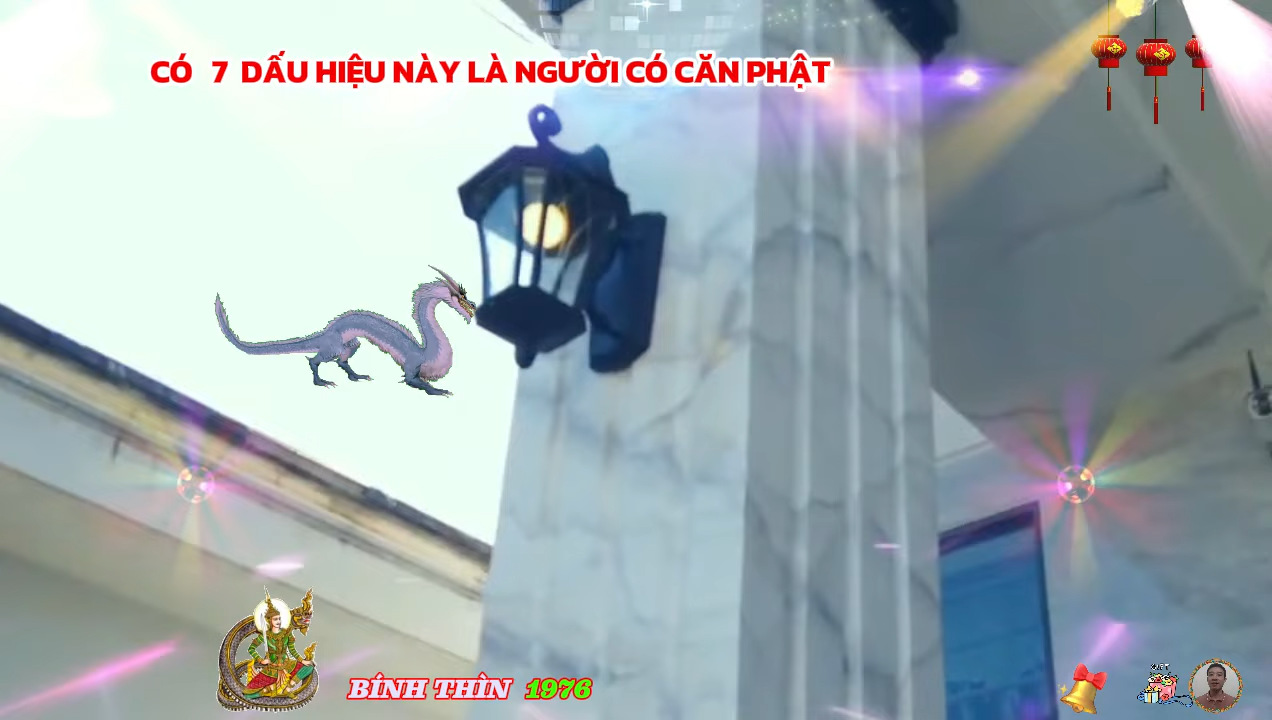 CÓ 7 DẤU HIỆU NÀY LÀ NGƯỜI CÓ CĂN PHẬT
BÍNH THÌN 1976